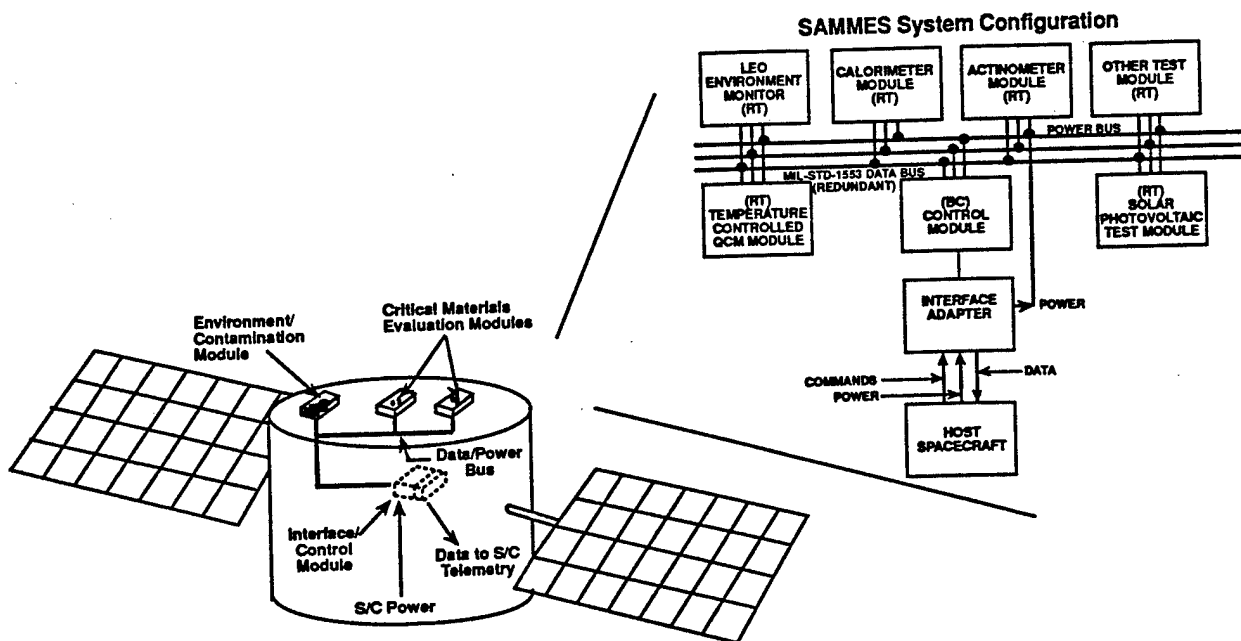 SAMMES System Configuration
LEO
ENVIRONMENT
MONITOR
(RT)
CALORIMETER
MODULE
(RT)
ACTINOMETER
MODULE
(RT)
OTHER TEST
MODULE
(RT)
POWER BUS
MIL-STD-1553 DATA BUS
(REDUNDANT)
(RT)
TEMPERATURE
CONTROLLED
QCM MODULE
(BC)
CONTROL
MODULE
(RT)
SOLAR
PHOTOVOLTAIC
TEST MODULE
INTERFACE
ADAPTER
POWER
COMMANDS
POWER
DATA
HOST
SPACECRAFT
Environment/
Contamination
Module
Critical Materials
Evaluation Modules
Data/Power
Bus
Interface/
Control
Module
Data to S/C
Telemetry
S/C Power